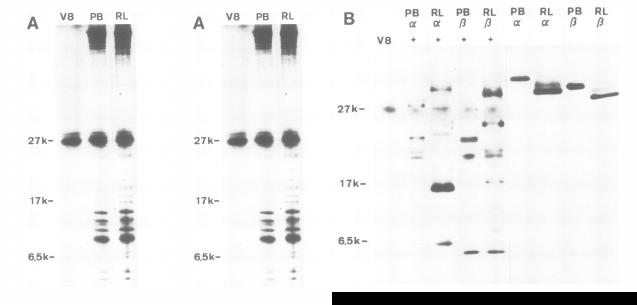 A V8 PB RL
27k–
17k–
6,5k–
A V8 PB RL
27k–
17k–
6,5k–
B PB RL PB RL PB RL PB RL
α α β β α α β β
V8 + + + +
27k–
17k–
6,5k–